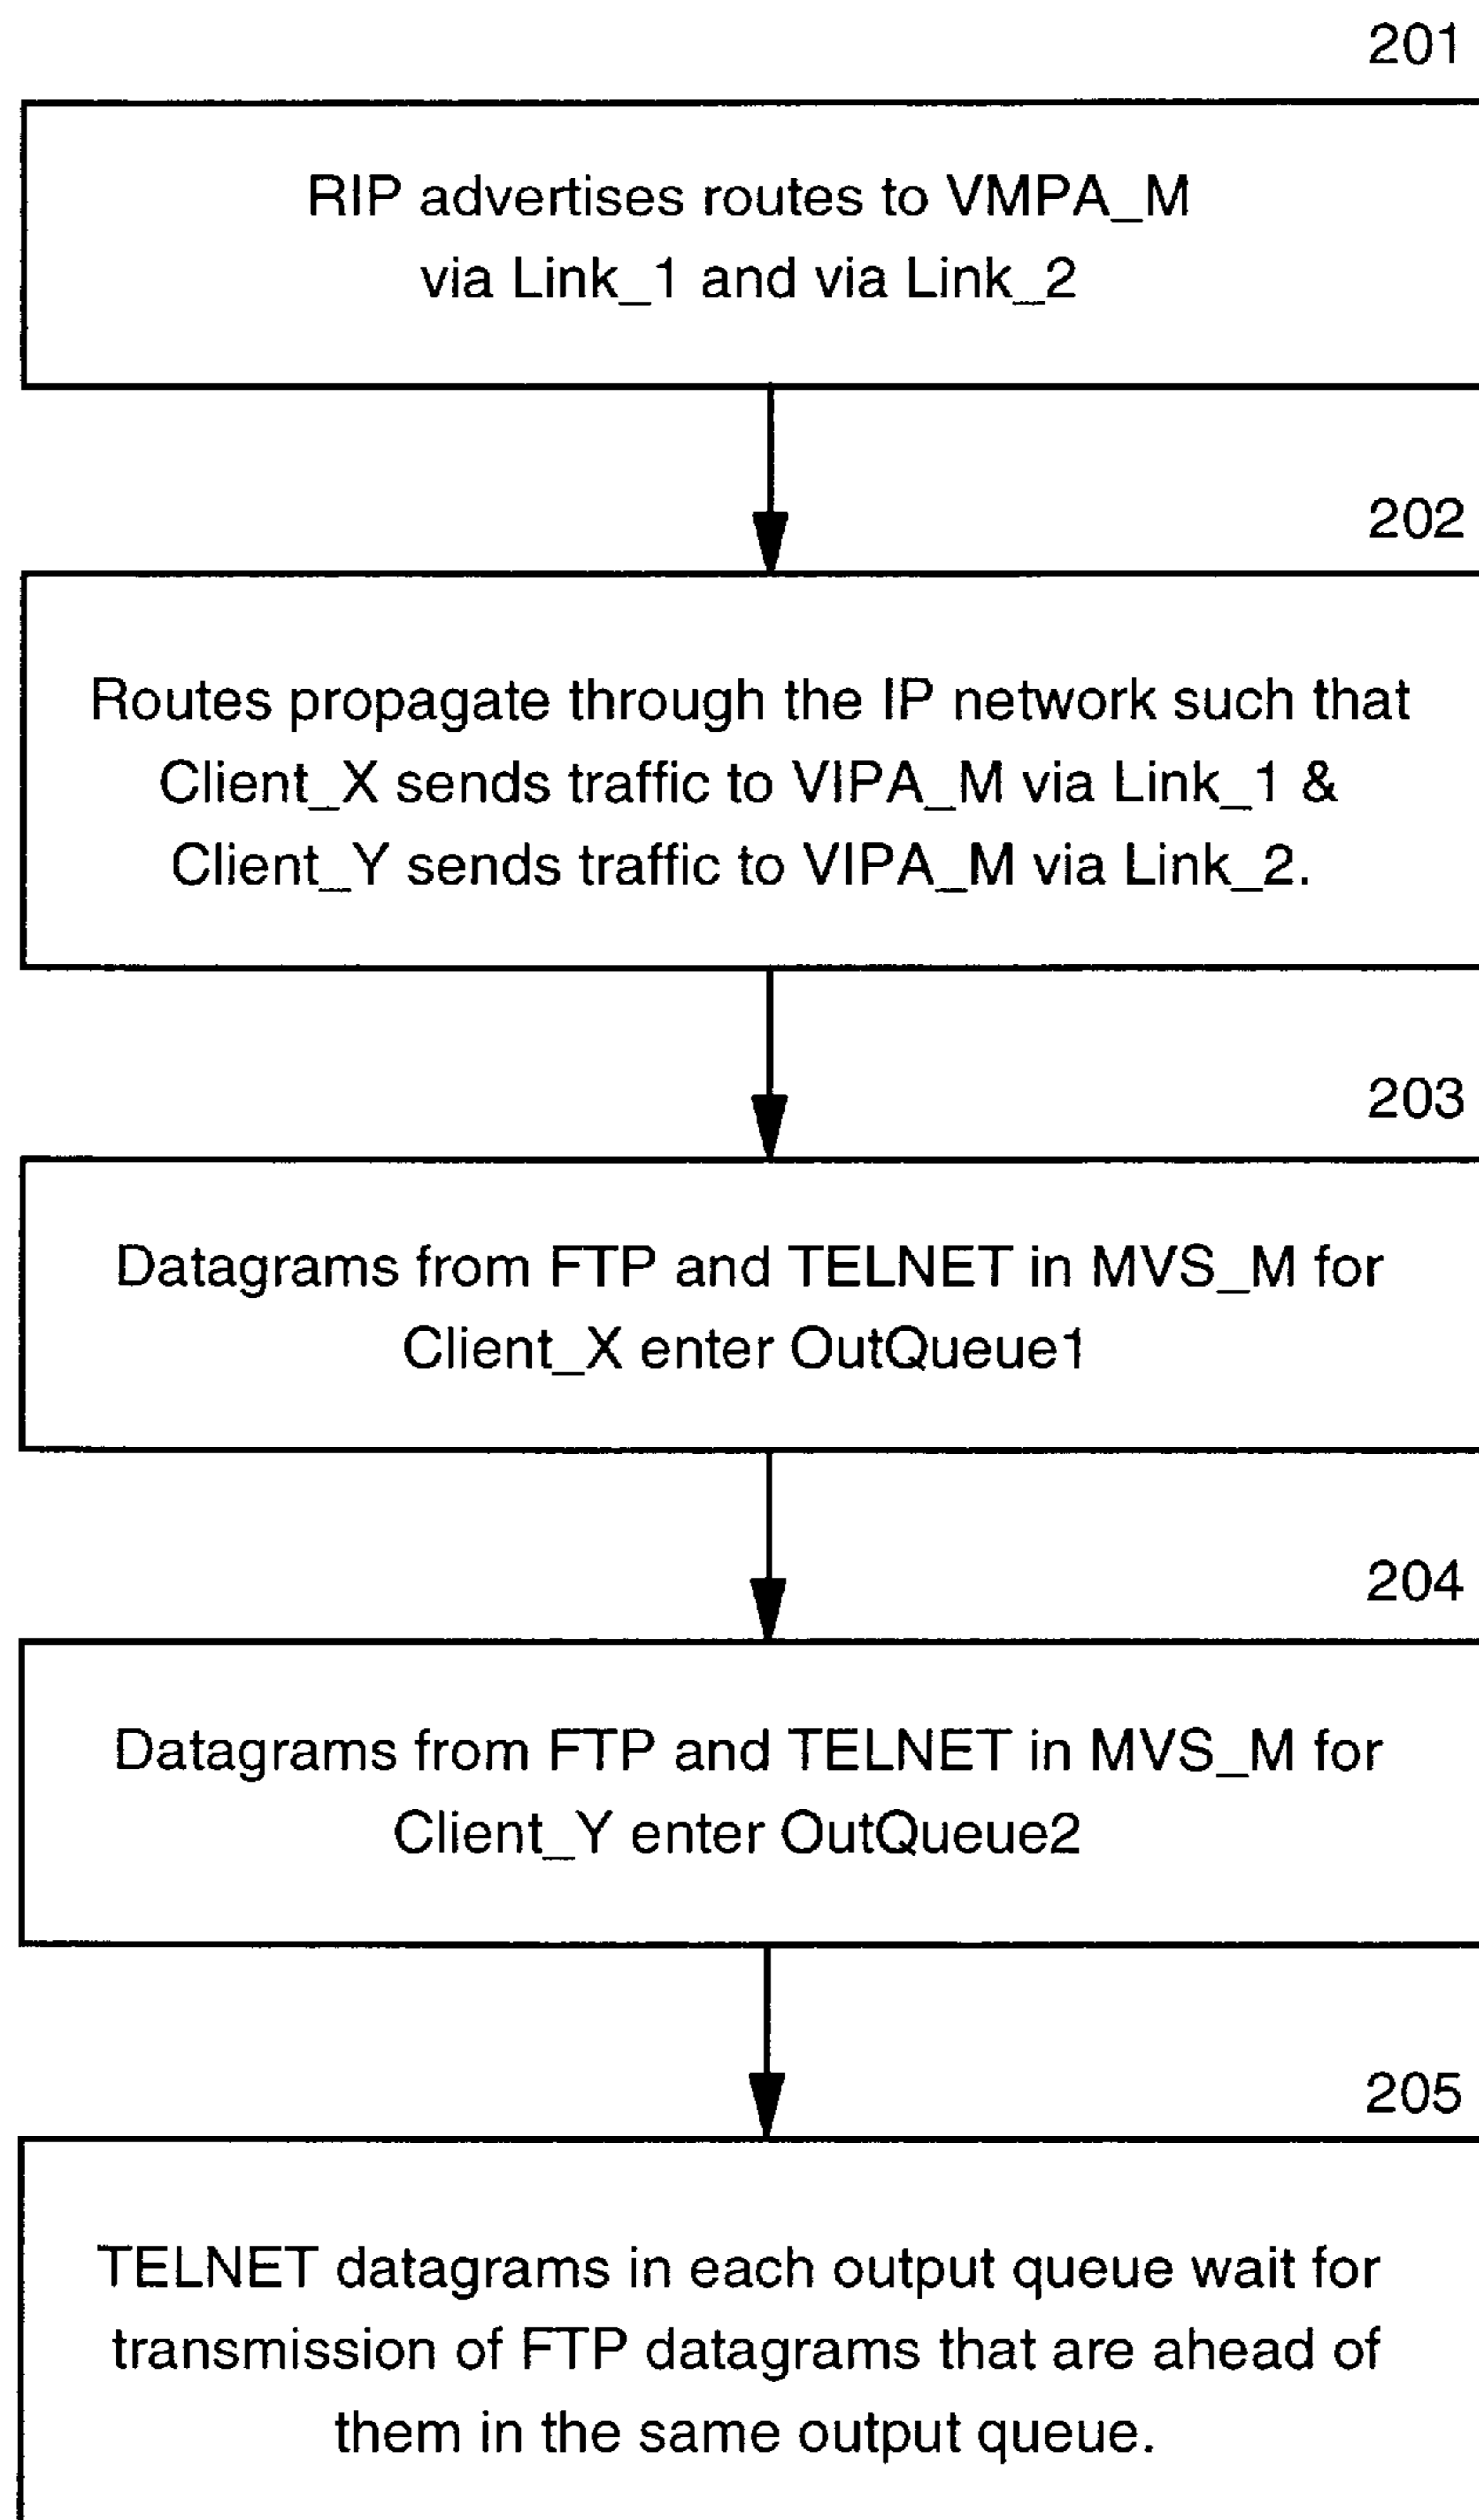 201
RIP advertises routes to VMPA_M
via Link_1 and via Link_2
202
Routes propagate through the IP network such that
Client_X sends traffic to VIPA_M via Link_1 &
Client_Y sends traffic to VIPA_M via Link_2.
203
Datagrams from FTP and TELNET in MVS_M for
Client_X enter OutQueue1
204
Datagrams from FTP and TELNET in MVS_M for
Client_Y enter OutQueue2
205
TELNET datagrams in each output queue wait for
transmission of FTP datagrams that are ahead of
them in the same output queue.